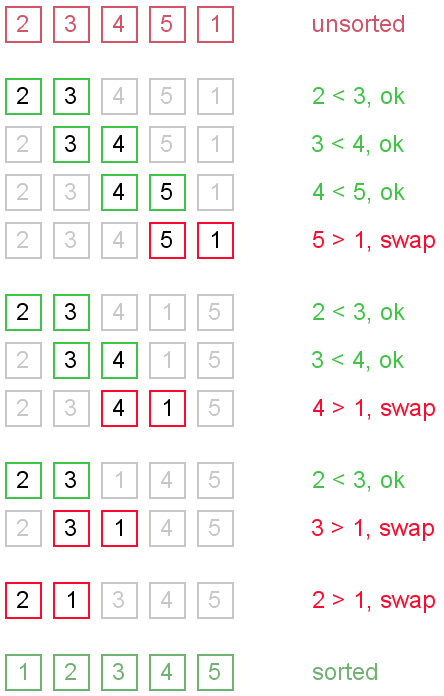 2 3 4 5 1 unsorted
2 3 4 5 1 2 < 3, ok
2 3 4 5 1 3 < 4, ok
2 3 4 5 1 4 < 5, ok
2 3 4 5 1 5 > 1, swap
2 3 4 1 5 2 < 3, ok
2 3 4 1 5 3 < 4, ok
2 3 4 1 5 4 > 1, swap
2 3 1 4 5 2 < 3, ok
2 3 1 4 5 3 > 1, swap
2 1 3 4 5 2 > 1, swap
1 2 3 4 5 sorted